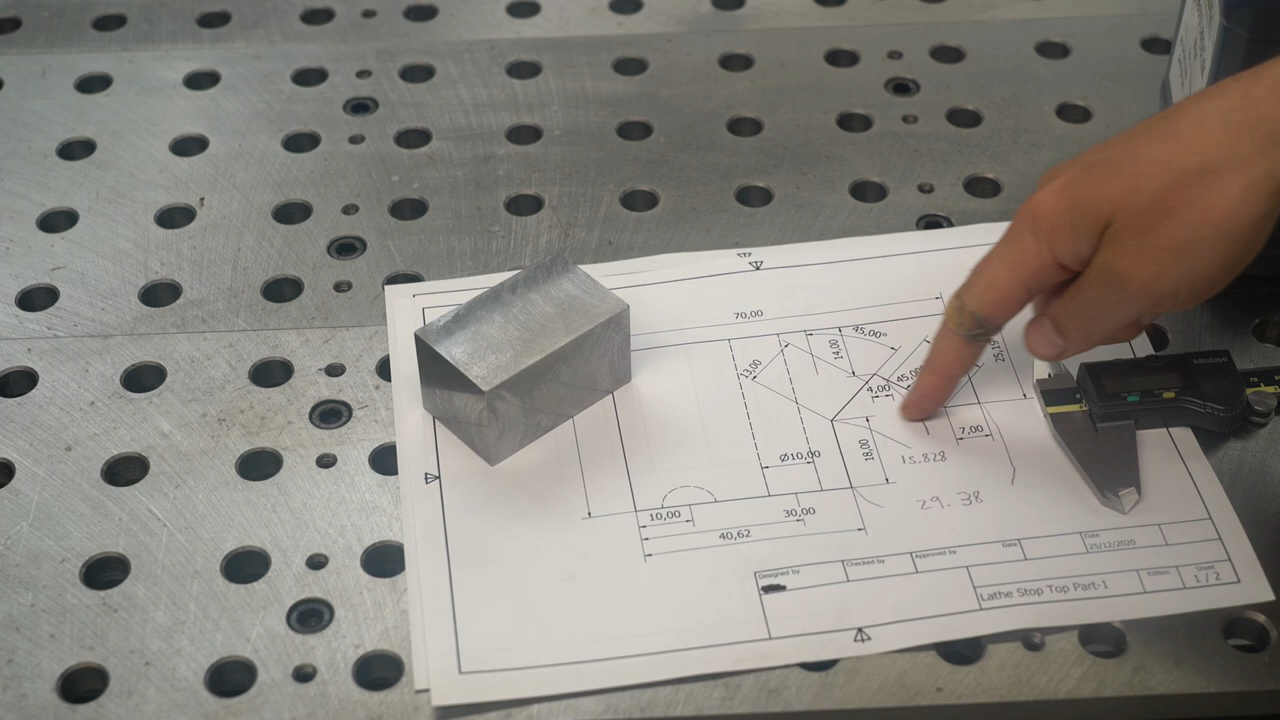 70,00
45,00°
14,00
13,00
25,19
45,00
4,00
7,00
Ø10,00
18,00
15.828
29.38
10,00
30,00
40,62
Designed by
Checked by
Approved by
Date
Date
25/12/2020
Lathe Stop Top Part-1
Edition
Sheet
1 / 2
Mitutoyo